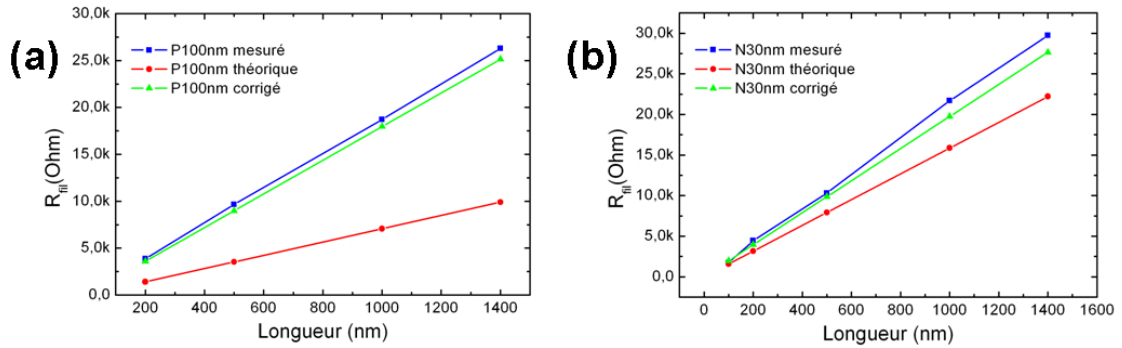 (a)
P100nm mesuré
P100nm théorique
P100nm corrigé
30,0k
25,0k
20,0k
15,0k
10,0k
5,0k
0,0
R_fil(Ohm)
200 400 600 800 1000 1200 1400
Longueur (nm)
(b)
N30nm mesuré
N30nm théorique
N30nm corrigé
30,0k
25,0k
20,0k
15,0k
10,0k
5,0k
0,0
R_fil(Ohm)
0 200 400 600 800 1000 1200 1400 1600
Longueur (nm)